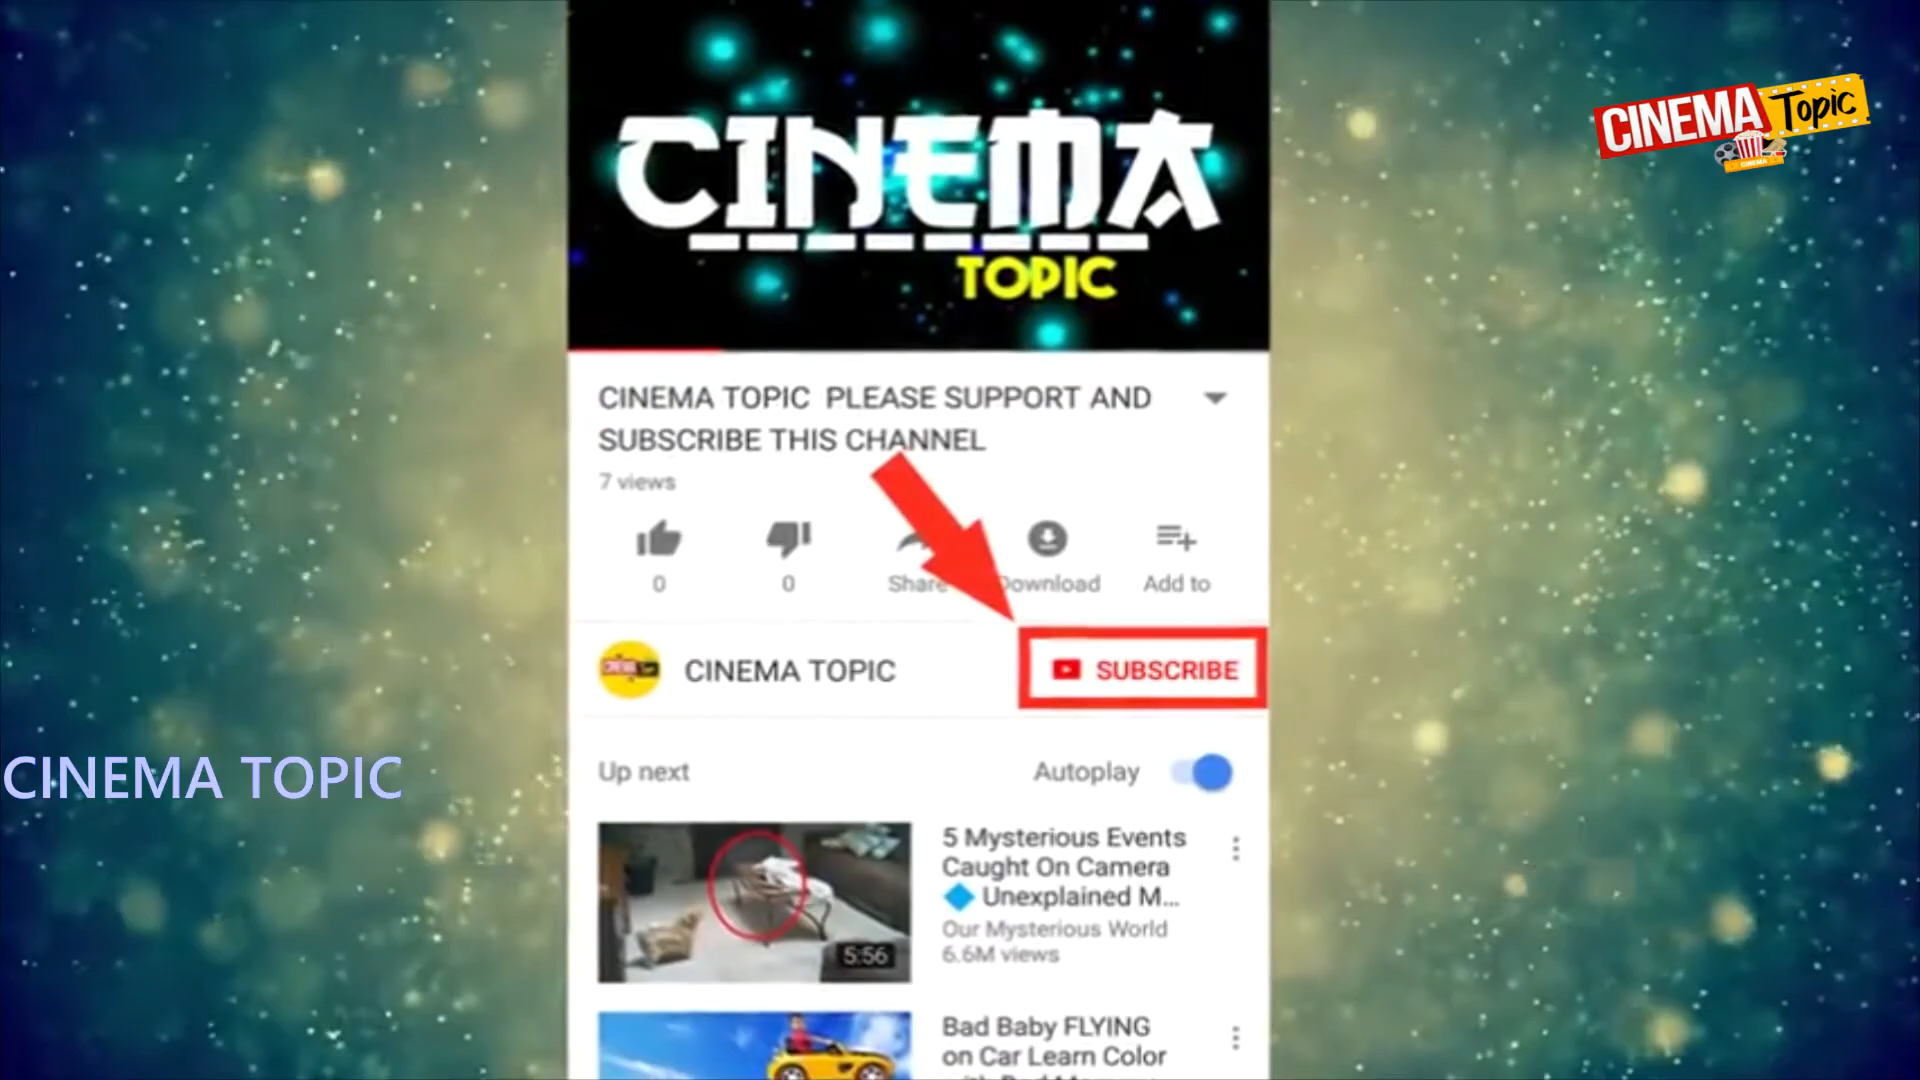 CINEMA
TOPIC
CINEMA Topic
CINEMA
CINEMA TOPIC PLEASE SUPPORT AND
SUBSCRIBE THIS CHANNEL
7 views
0
0
Share
Download
Add to
CINEMA TOPIC
SUBSCRIBE
CINEMA TOPIC
Up next
Autoplay
5:56
5 Mysterious Events
Caught On Camera
Unexplained M...
Our Mysterious World
6.6M views
Bad Baby FLYING
on Car Learn Color